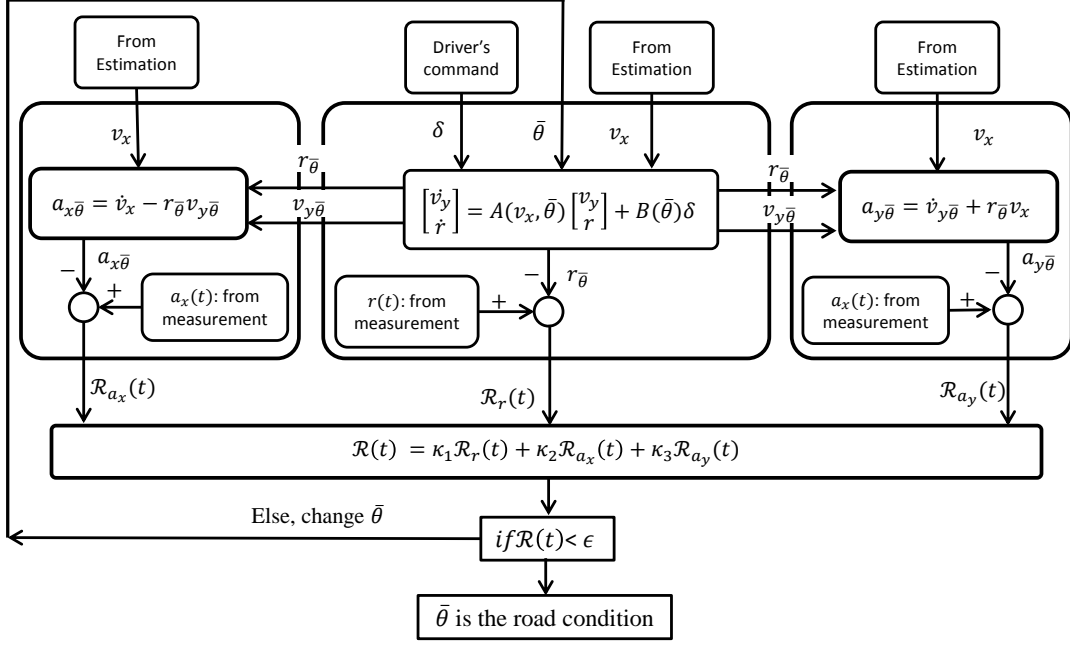 From
Estimation
Driver's
command
From
Estimation
From
Estimation
v_x
δ
θ̄
v_x
v_x
r_θ̄
v_yθ̄
r_θ̄
v_yθ̄
a_xθ̄ = v̇_x − r_θ̄ v_yθ̄
[v̇_y ṙ] = A(v_x, θ̄) [v_y r] + B(θ̄)δ
a_yθ̄ = v̇_yθ̄ + r_θ̄ v_x
− a_xθ̄
− r_θ̄
− a_yθ̄
+
a_x(t): from
measurement
r(t): from
measurement
+
a_x(t): from
measurement
+
ℛ_a_x(t)
ℛ_r(t)
ℛ_a_y(t)
ℛ(t) = κ_1ℛ_r(t) + κ_2ℛ_a_x(t) + κ_3ℛ_a_y(t)
Else, change θ̄
ifℛ(t)< ϵ
θ̄ is the road condition